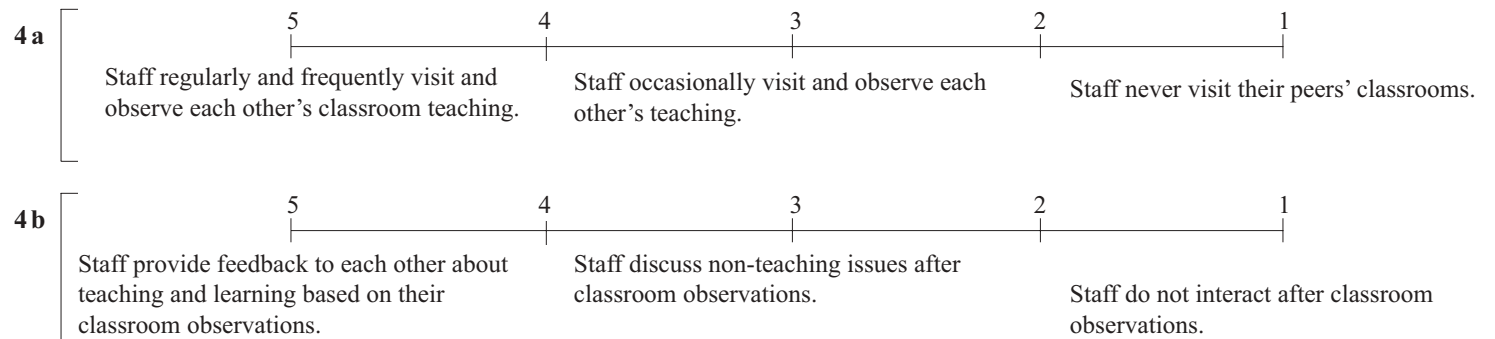 4a
5 4 3 2 1
Staff regularly and frequently visit and
observe each other’s classroom teaching.
Staff occasionally visit and observe each
other’s teaching.
Staff never visit their peers’ classrooms.
4b
5 4 3 2 1
Staff provide feedback to each other about
teaching and learning based on their
classroom observations.
Staff discuss non-teaching issues after
classroom observations.
Staff do not interact after classroom
observations.